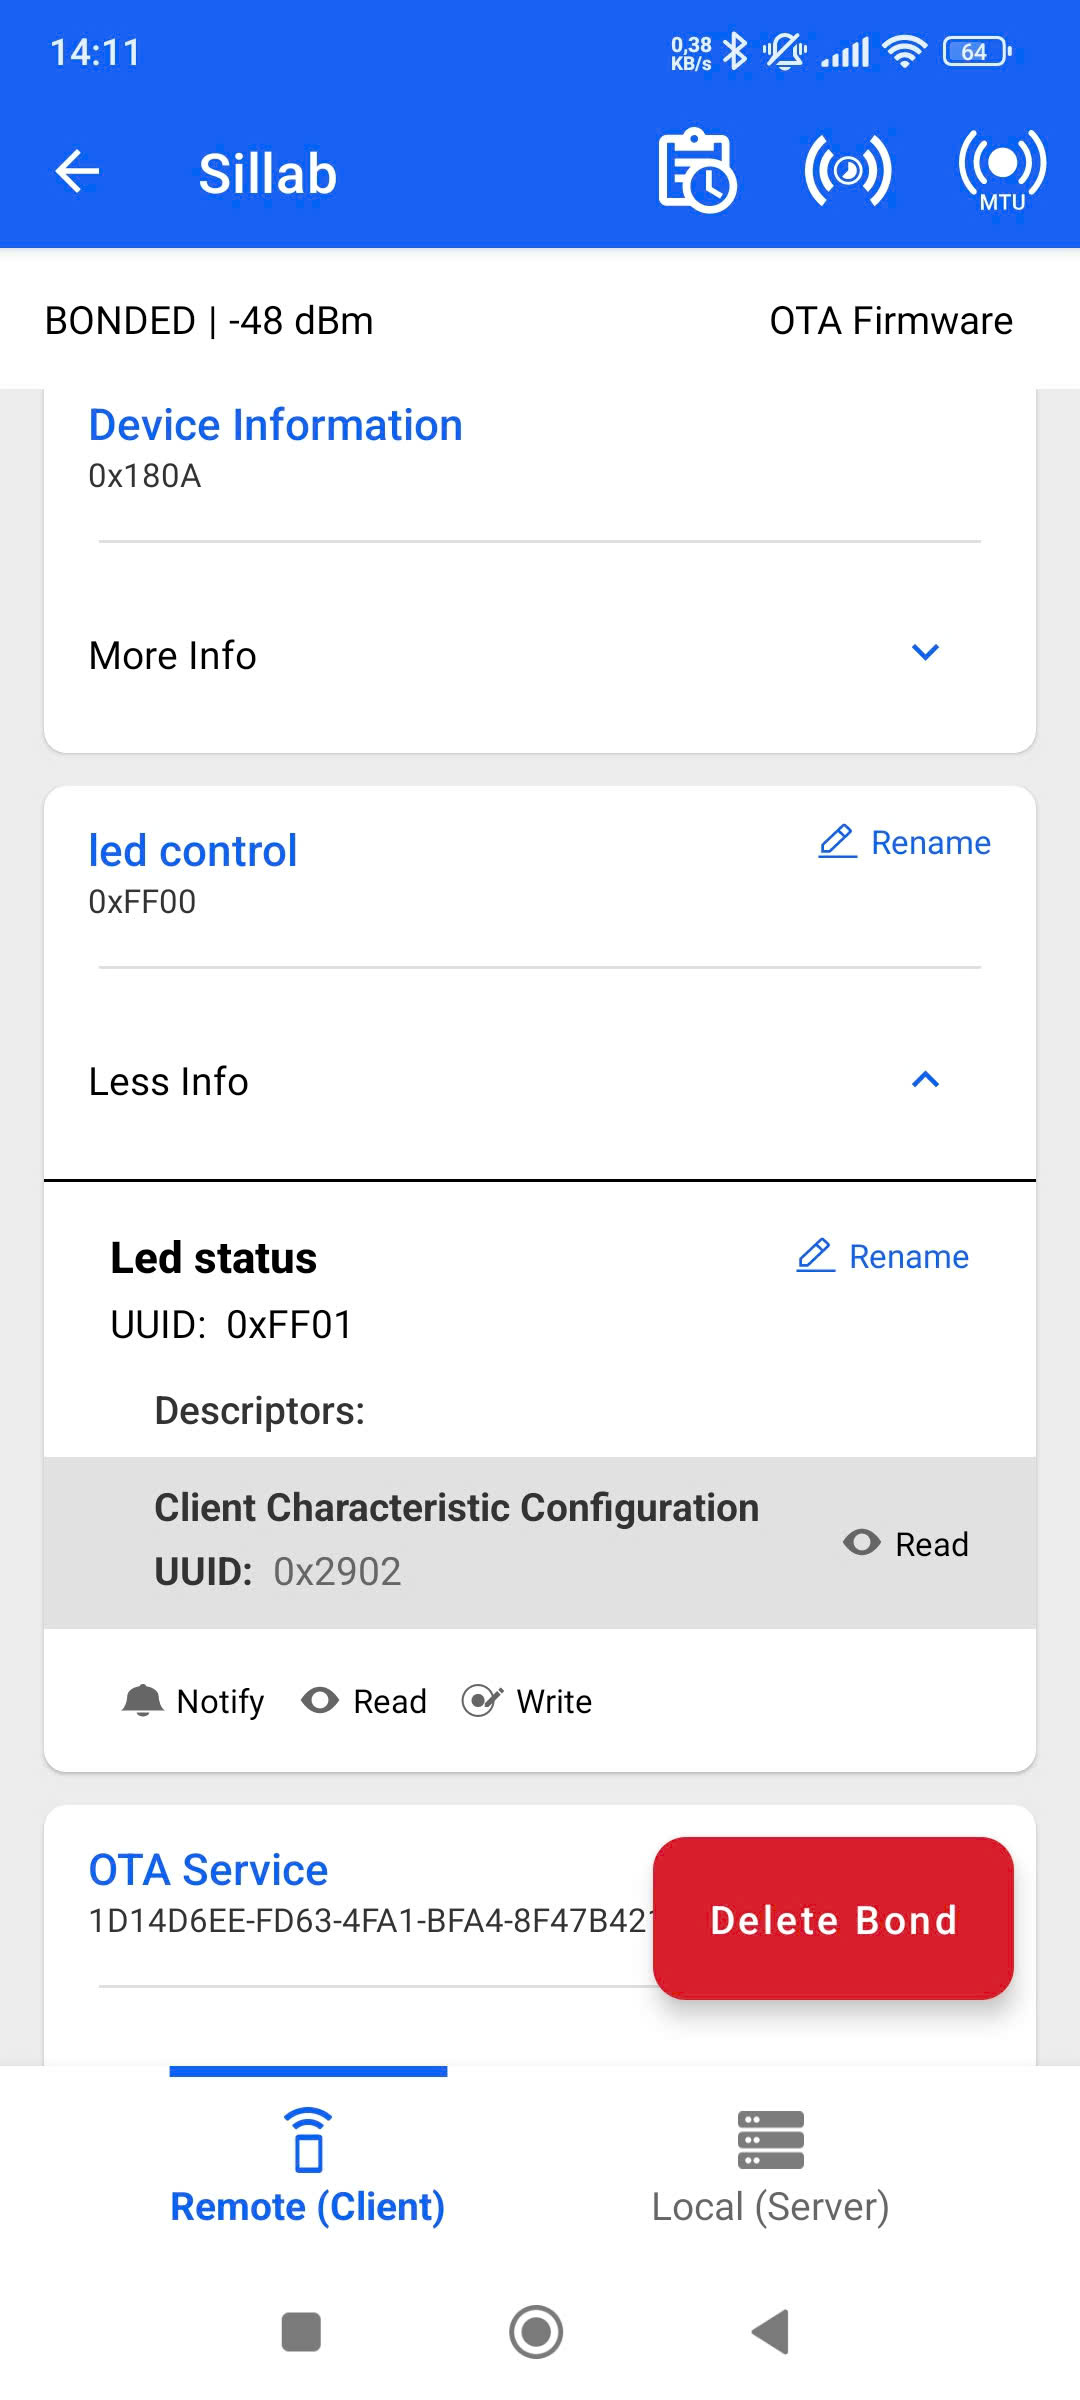 14:11
0,38
KB/s
64
Sillab
MTU
BONDED | -48 dBm
OTA Firmware
Device Information
0x180A
More Info
led control
Rename
0xFF00
Less Info
Led status
Rename
UUID: 0xFF01
Descriptors:
Client Characteristic Configuration
Read
UUID: 0x2902
Notify
Read
Write
OTA Service
1D14D6EE-FD63-4FA1-BFA4-8F47B421
Delete Bond
Remote (Client)
Local (Server)